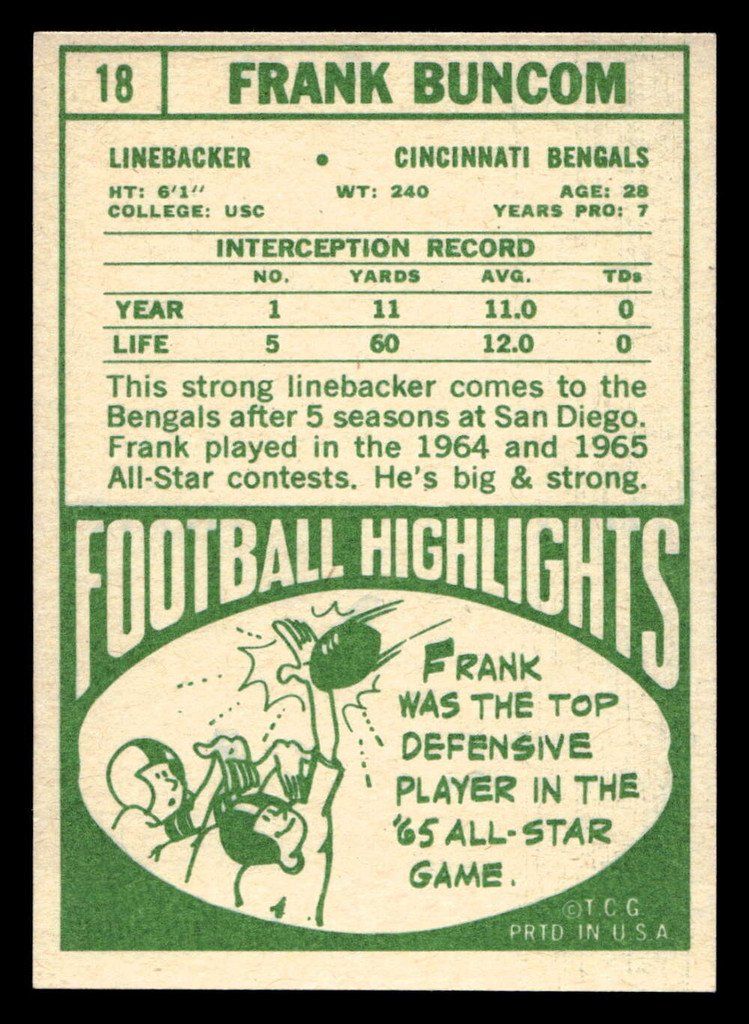 18 FRANK BUNCOM
LINEBACKER • CINCINNATI BENGALS
HT: 6'1" WT: 240 AGE: 28
COLLEGE: USC YEARS PRO: 7
INTERCEPTION RECORD
NO. YARDS AVG. TDs
YEAR 1 11 11.0 0
LIFE 5 60 12.0 0
This strong linebacker comes to the
Bengals after 5 seasons at San Diego.
Frank played in the 1964 and 1965
All-Star contests. He's big & strong.
FOOTBALL HIGHLIGHTS
FRANK
WAS THE TOP
DEFENSIVE
PLAYER IN THE
'65 ALL-STAR
GAME.
4
©T.C.G.
PRTD IN U.S.A.